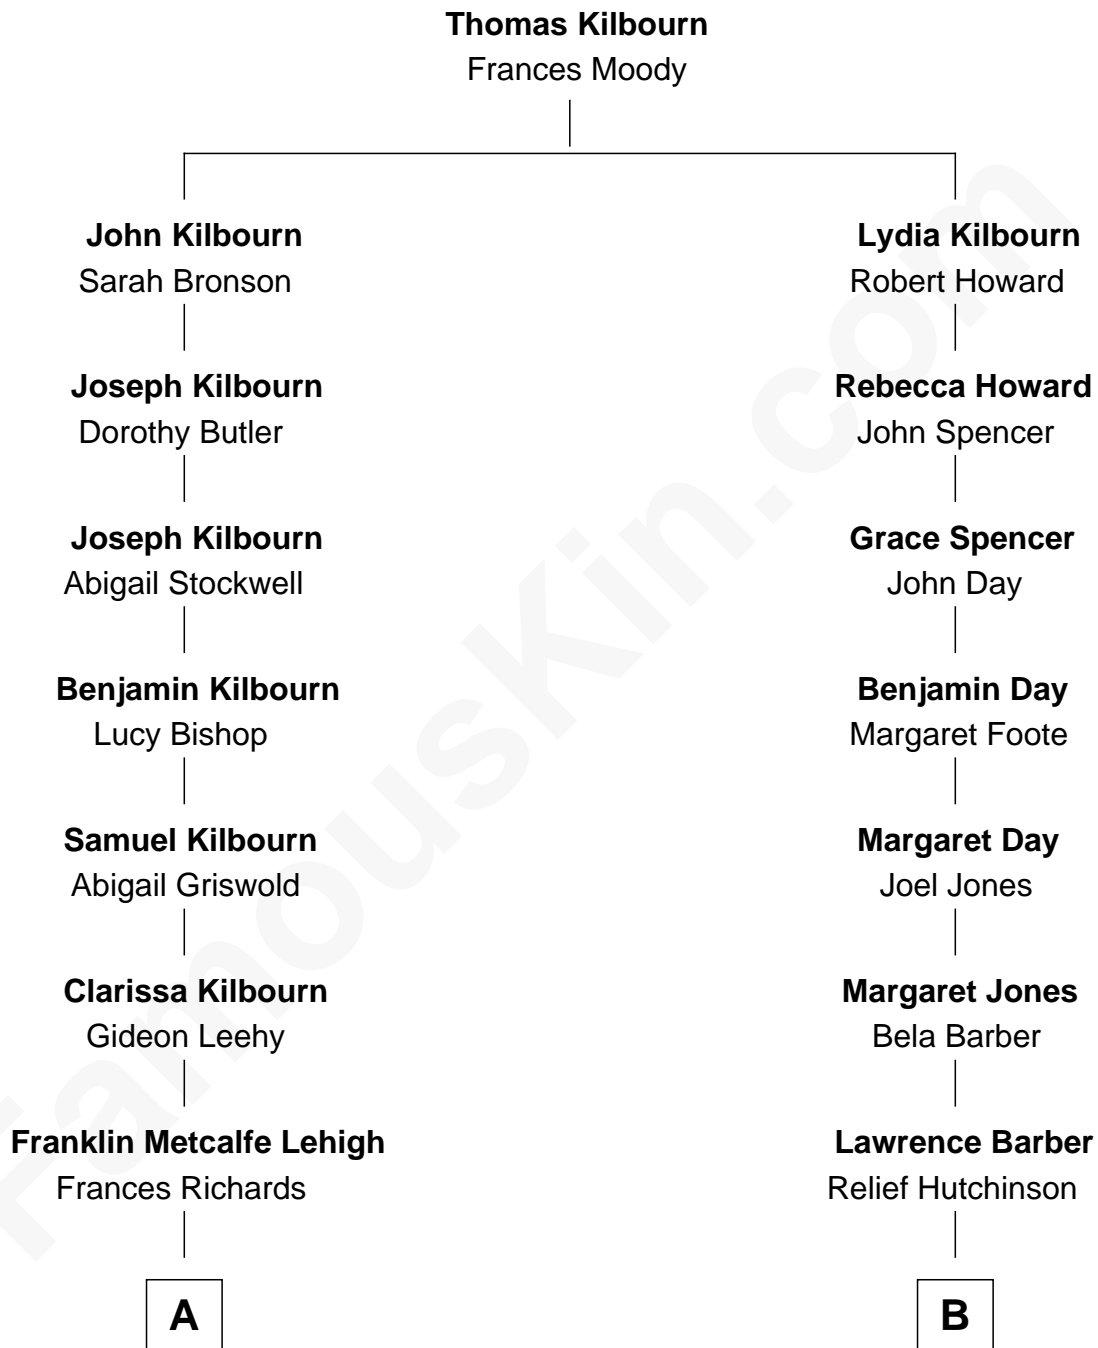 Thomas Kilbourn
Frances Moody
John Kilbourn
Sarah Bronson
Joseph Kilbourn
Dorothy Butler
Joseph Kilbourn
Abigail Stockwell
Benjamin Kilbourn
Lucy Bishop
Samuel Kilbourn
Abigail Griswold
Clarissa Kilbourn
Gideon Leehy
Franklin Metcalfe Lehigh
Frances Richards
A
Lydia Kilbourn
Robert Howard
Rebecca Howard
John Spencer
Grace Spencer
John Day
Benjamin Day
Margaret Foote
Margaret Day
Joel Jones
Margaret Jones
Bela Barber
Lawrence Barber
Relief Hutchinson
B
FamousKin.com